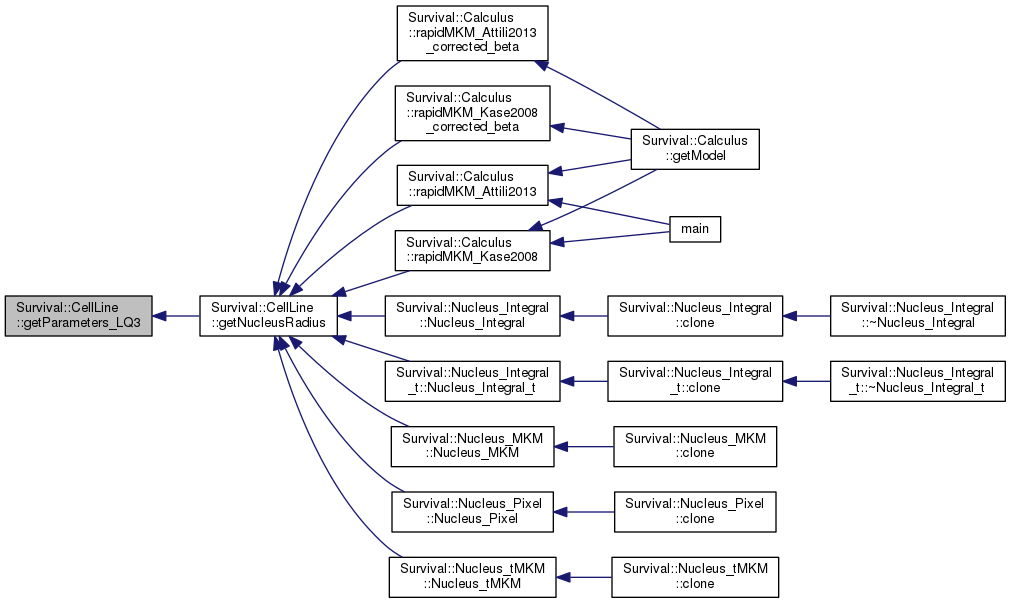 Survival::CellLine
::getParameters_LQ3
Survival::CellLine
::getNucleusRadius
Survival::Calculus
::rapidMKM_Attili2013
_corrected_beta
Survival::Calculus
::rapidMKM_Kase2008
_corrected_beta
Survival::Calculus
::rapidMKM_Attili2013
Survival::Calculus
::rapidMKM_Kase2008
Survival::Calculus
::getModel
main
Survival::Nucleus_Integral
::Nucleus_Integral
Survival::Nucleus_Integral
::clone
Survival::Nucleus_Integral
::~Nucleus_Integral
Survival::Nucleus_Integral
_t::Nucleus_Integral_t
Survival::Nucleus_Integral
_t::clone
Survival::Nucleus_Integral
_t::~Nucleus_Integral_t
Survival::Nucleus_MKM
::Nucleus_MKM
Survival::Nucleus_MKM
::clone
Survival::Nucleus_Pixel
::Nucleus_Pixel
Survival::Nucleus_Pixel
::clone
Survival::Nucleus_tMKM
::Nucleus_tMKM
Survival::Nucleus_tMKM
::clone